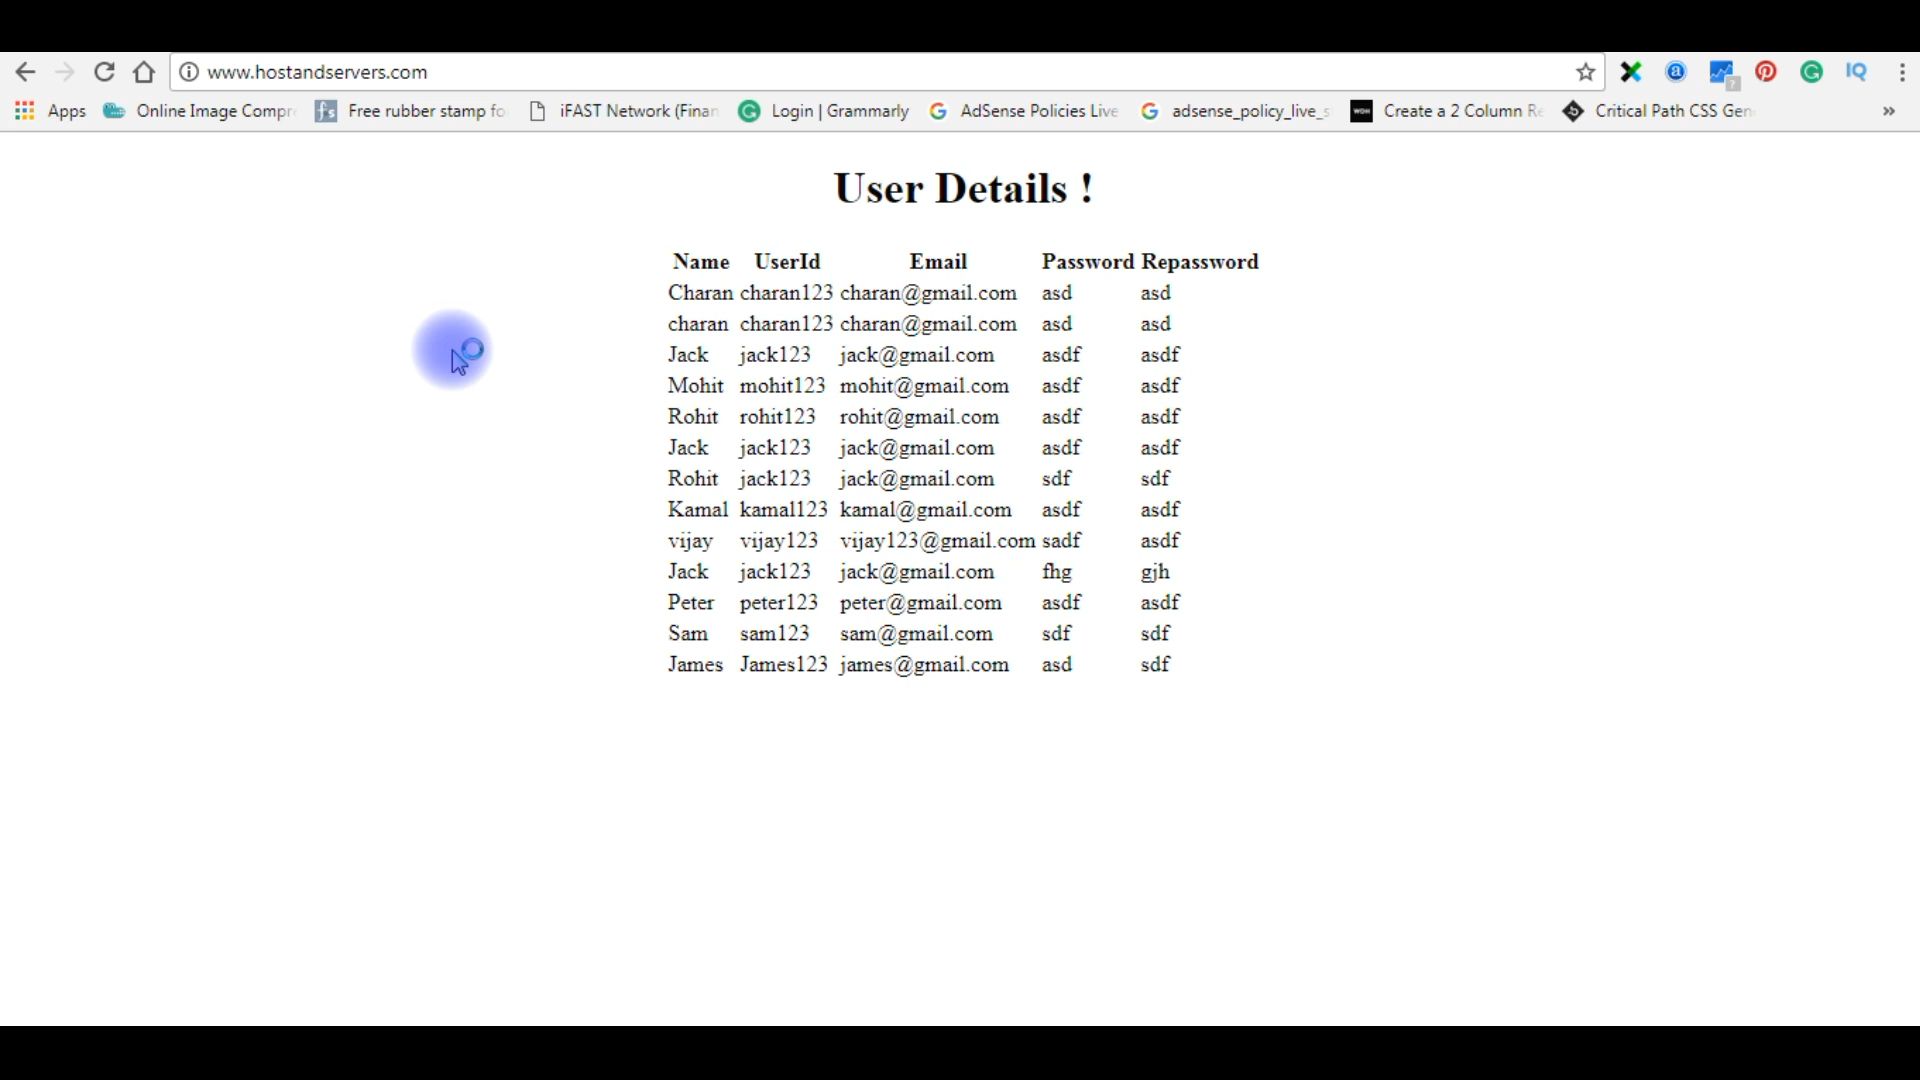 www.hostandservers.com
Apps Online Image Compr Free rubber stamp fo iFAST Network (Finan Login | Grammarly AdSense Policies Live adsense_policy_live_s Create a 2 Column Re Critical Path CSS Gen »
User Details !
Name UserId Email Password Repassword
Charan charan123 charan@gmail.com asd asd
charan charan123 charan@gmail.com asd asd
Jack jack123 jack@gmail.com asdf asdf
Mohit mohit123 mohit@gmail.com asdf asdf
Rohit rohit123 rohit@gmail.com asdf asdf
Jack jack123 jack@gmail.com asdf asdf
Rohit jack123 jack@gmail.com sdf sdf
Kamal kamal123 kamal@gmail.com asdf asdf
vijay vijay123 vijay123@gmail.com sadf asdf
Jack jack123 jack@gmail.com fhg gjh
Peter peter123 peter@gmail.com asdf asdf
Sam sam123 sam@gmail.com sdf sdf
James James123 james@gmail.com asd sdf